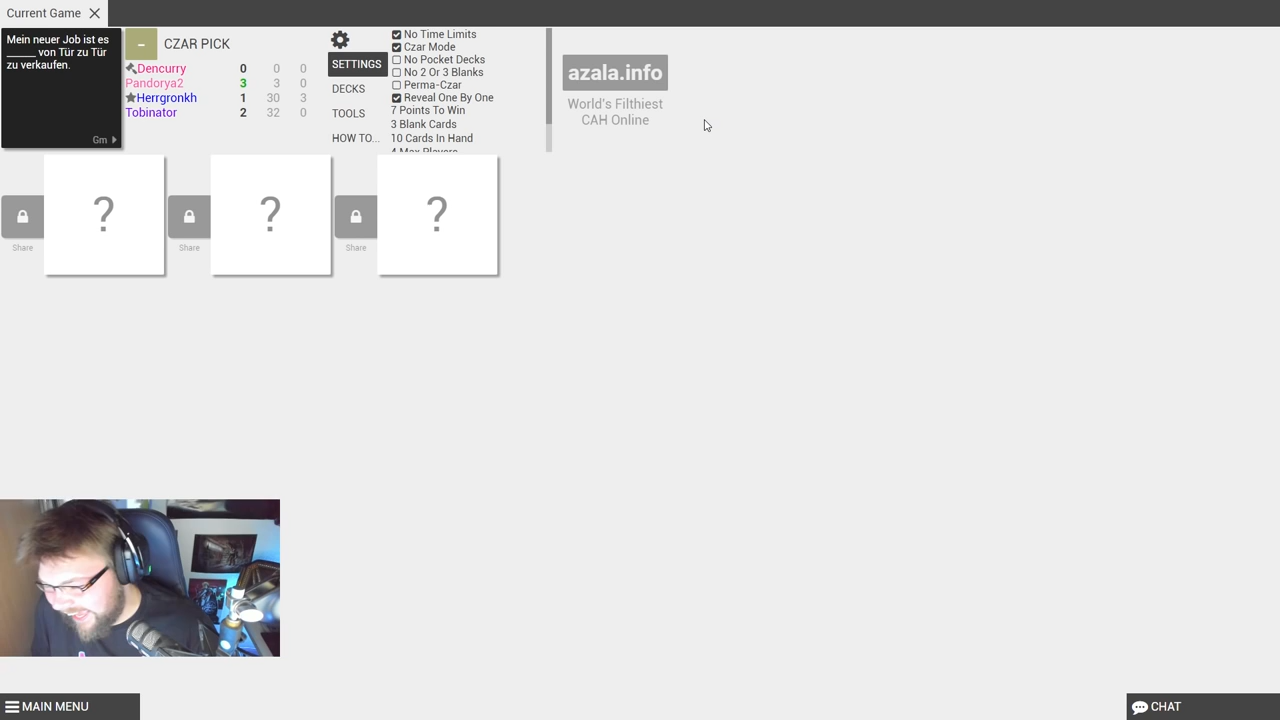 Current Game
Mein neuer Job ist es
______ von Tür zu Tür
zu verkaufen.
Gm
–
CZAR PICK
Dencurry 0 0 0
Pandorya2 3 3 0
Herrgronkh 1 30 3
Tobinator 2 32 0
SETTINGS
DECKS
TOOLS
HOW TO...
No Time Limits
Czar Mode
No Pocket Decks
No 2 Or 3 Blanks
Perma-Czar
Reveal One By One
7 Points To Win
3 Blank Cards
10 Cards In Hand
4 Max Players
azala.info
World's Filthiest
CAH Online
? ? ?
Share Share Share
MAIN MENU
CHAT